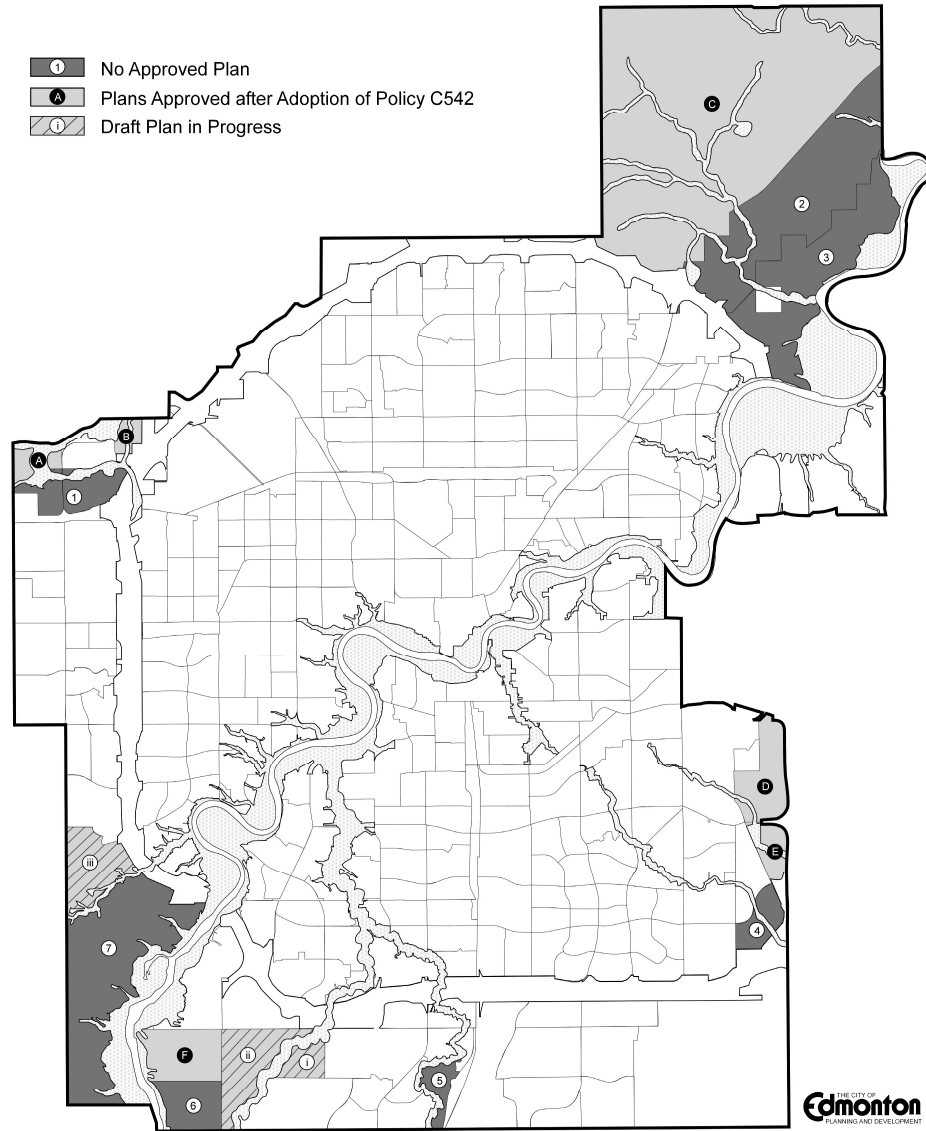 1 No Approved Plan
A Plans Approved after Adoption of Policy C542
i Draft Plan in Progress
C
2
3
B
A
1
D
E
iii
4
7
F
ii
i
5
6
THE CITY OF
Edmonton
PLANNING AND DEVELOPMENT